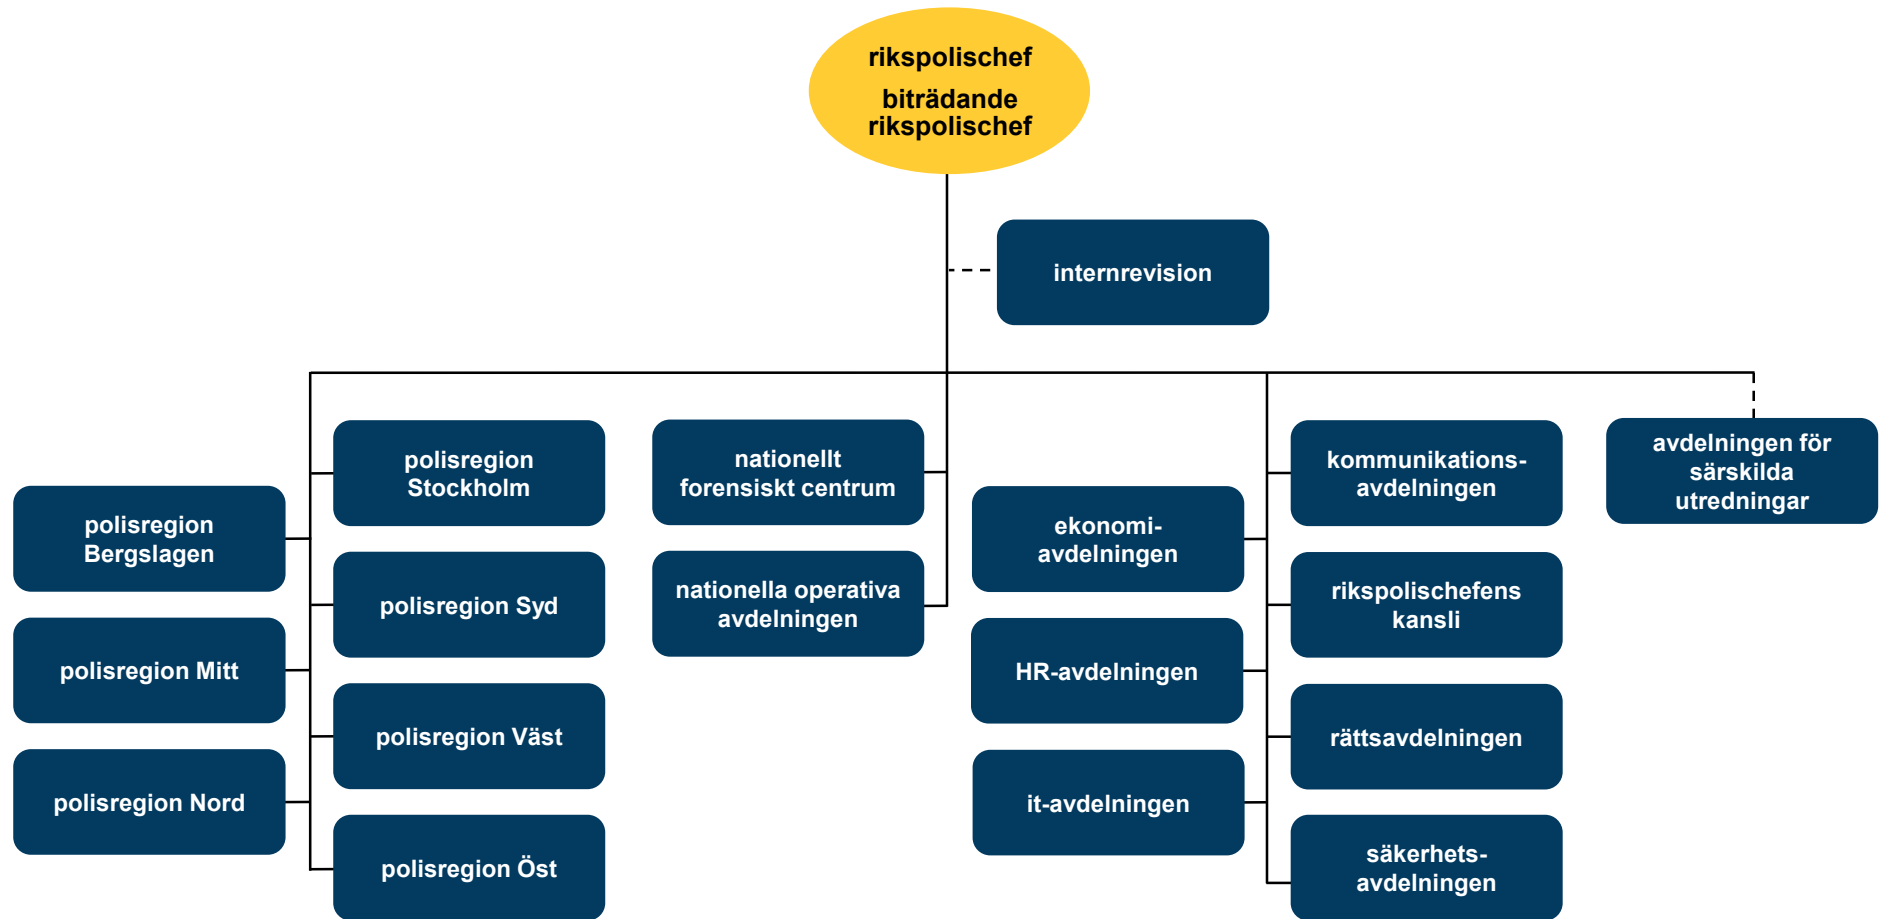 rikspolischef
biträdande
rikspolischef
internrevision
polisregion
Bergslagen
polisregion Mitt
polisregion Nord
polisregion
Stockholm
polisregion Syd
polisregion Väst
polisregion Öst
nationellt
forensiskt centrum
nationella operativa
avdelningen
ekonomi-
avdelningen
HR-avdelningen
it-avdelningen
kommunikations-
avdelningen
rikspolischefens
kansli
rättsavdelningen
säkerhets-
avdelningen
avdelningen för
särskilda
utredningar